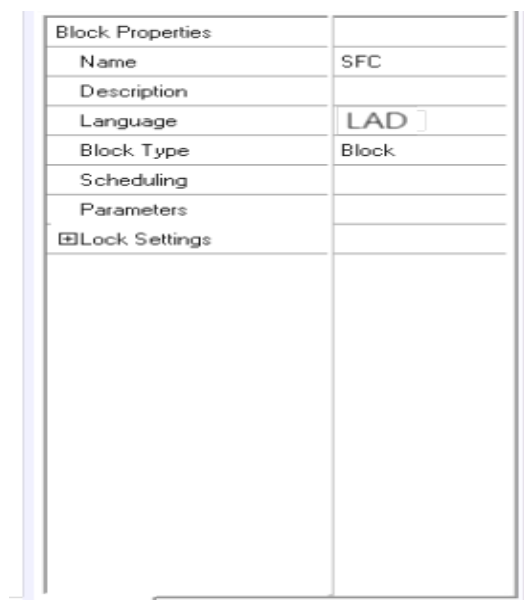 Block Properties
Name SFC
Description
Language LAD
Block Type Block
Scheduling
Parameters
Lock Settings